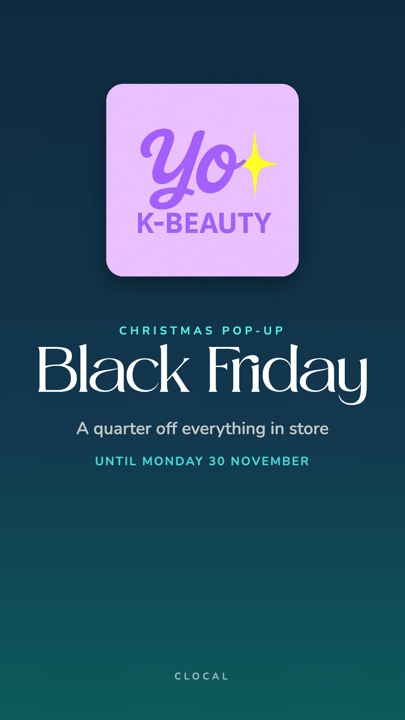 Yo
K-BEAUTY
CHRISTMAS POP-UP
Black Friday
A quarter off everything in store
UNTIL MONDAY 30 NOVEMBER
CLOCAL